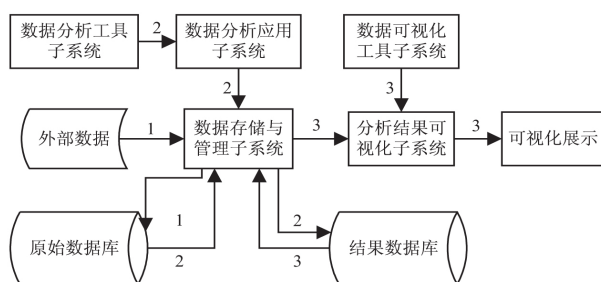 数据分析工具
子系统
2
数据分析应用
子系统
数据可视化
工具子系统
2
3
外部数据
1
数据存储与
管理子系统
3
分析结果可
视化子系统
3
可视化展示
1
2
原始数据库
2
3
结果数据库